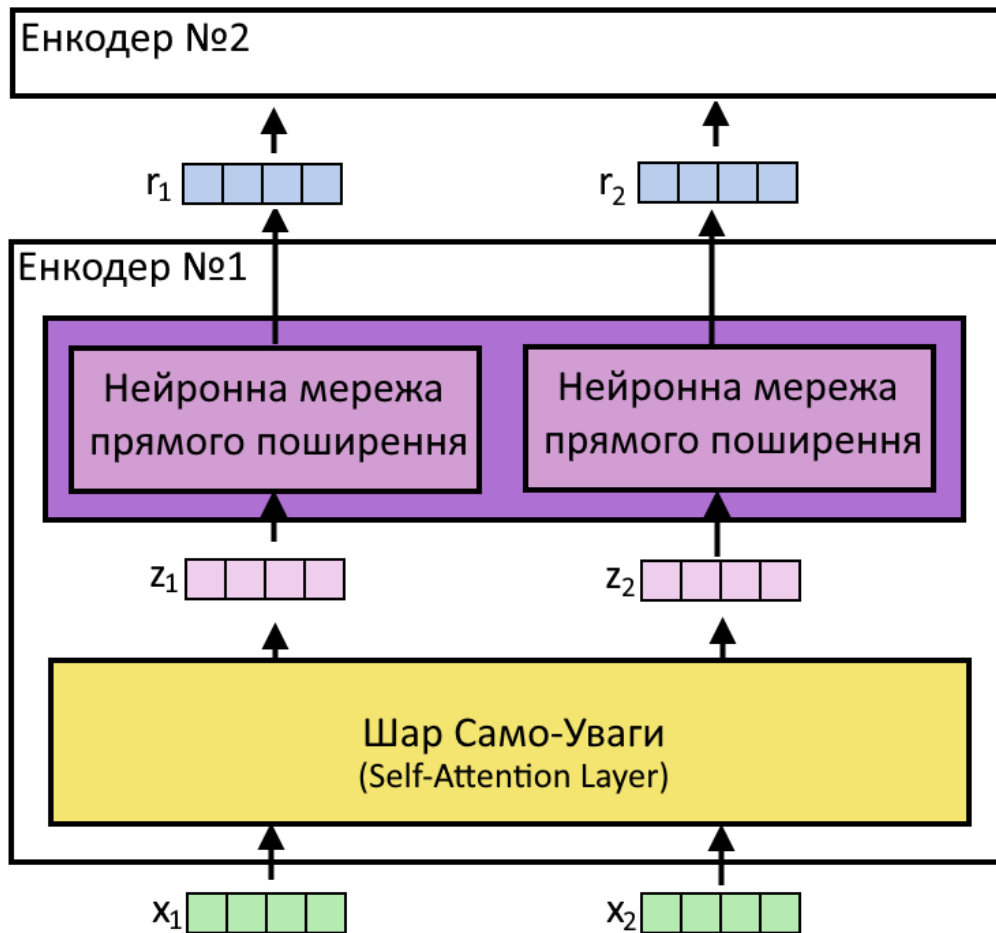 Енкодер №2
r₁
r₂
Енкодер №1
Нейронна мережа
прямого поширення
Нейронна мережа
прямого поширення
z₁
z₂
Шар Само-Уваги
(Self-Attention Layer)
x₁
x₂